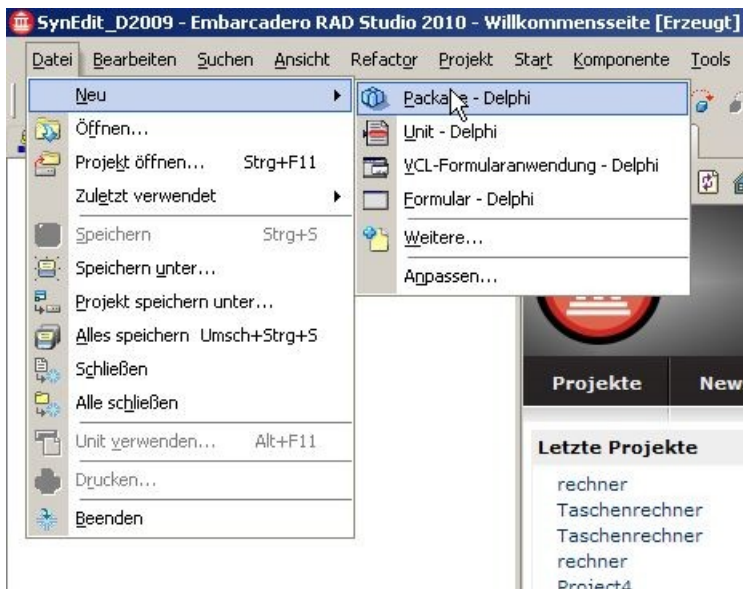 SynEdit_D2009 - Embarcadero RAD Studio 2010 - Willkommensseite [Erzeugt]
Datei Bearbeiten Suchen Ansicht Refactor Projekt Start Komponente Tools
Neu
Öffnen...
Projekt öffnen... Strg+F11
Zuletzt verwendet
Speichern Strg+S
Speichern unter...
Projekt speichern unter...
Alles speichern Umsch+Strg+S
Schließen
Alle schließen
Unit verwenden... Alt+F11
Drucken...
Beenden
Package - Delphi
Unit - Delphi
VCL-Formularanwendung - Delphi
Formular - Delphi
Weitere...
Anpassen...
Projekte New
Letzte Projekte
rechner
Taschenrechner
Taschenrechner
rechner
Project4